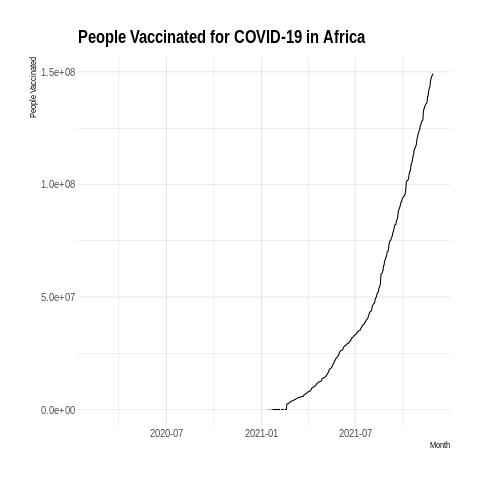 People Vaccinated for COVID-19 in Africa
People Vaccinated
1.5e+08
1.0e+08
5.0e+07
0.0e+00
2020-07 2021-01 2021-07
Month